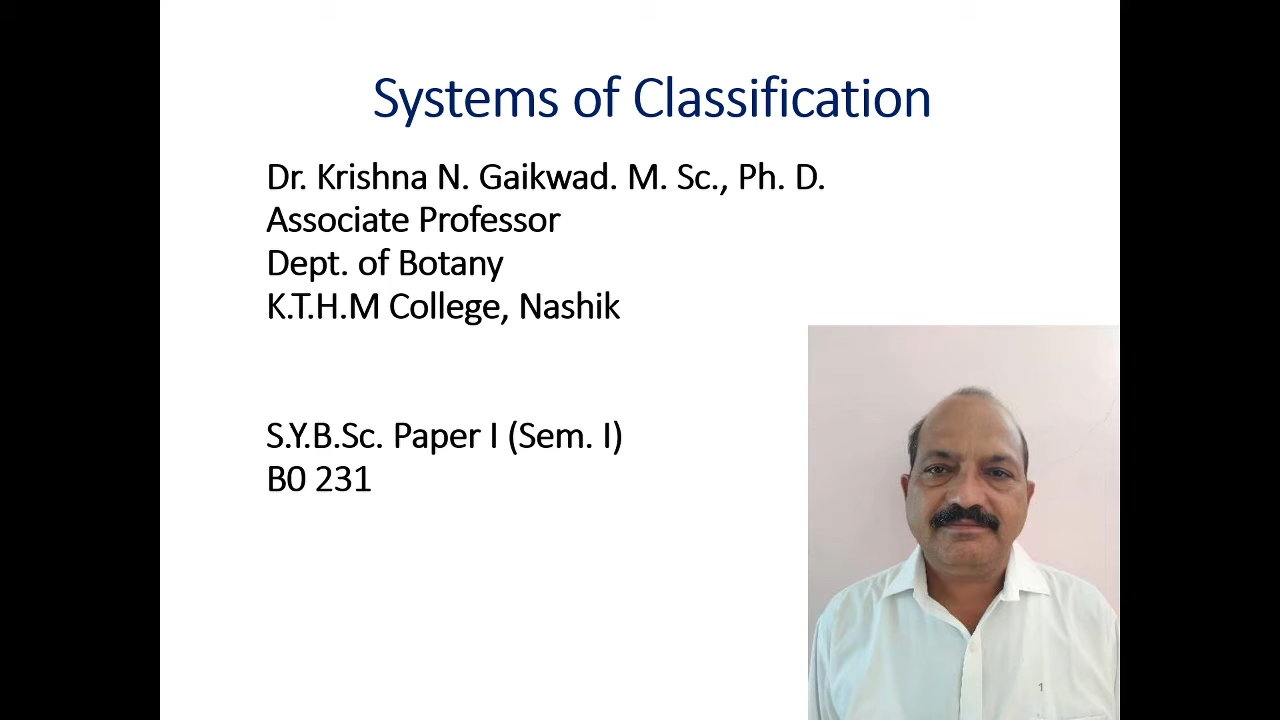 Systems of Classification
Dr. Krishna N. Gaikwad. M. Sc., Ph. D.
Associate Professor
Dept. of Botany
K.T.H.M College, Nashik
S.Y.B.Sc. Paper I (Sem. I)
B0 231
1